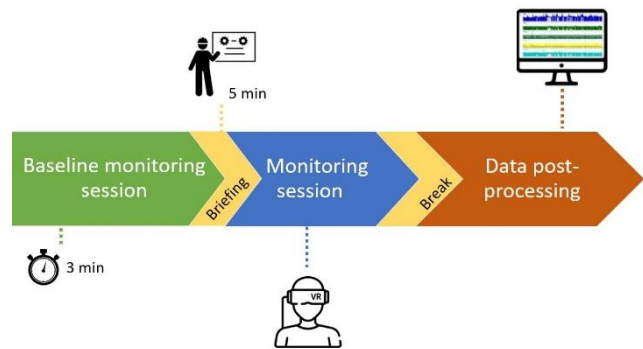 5 min
Baseline monitoring
session
Briefing
Monitoring
session
Break
Data post-
processing
3 min
VR